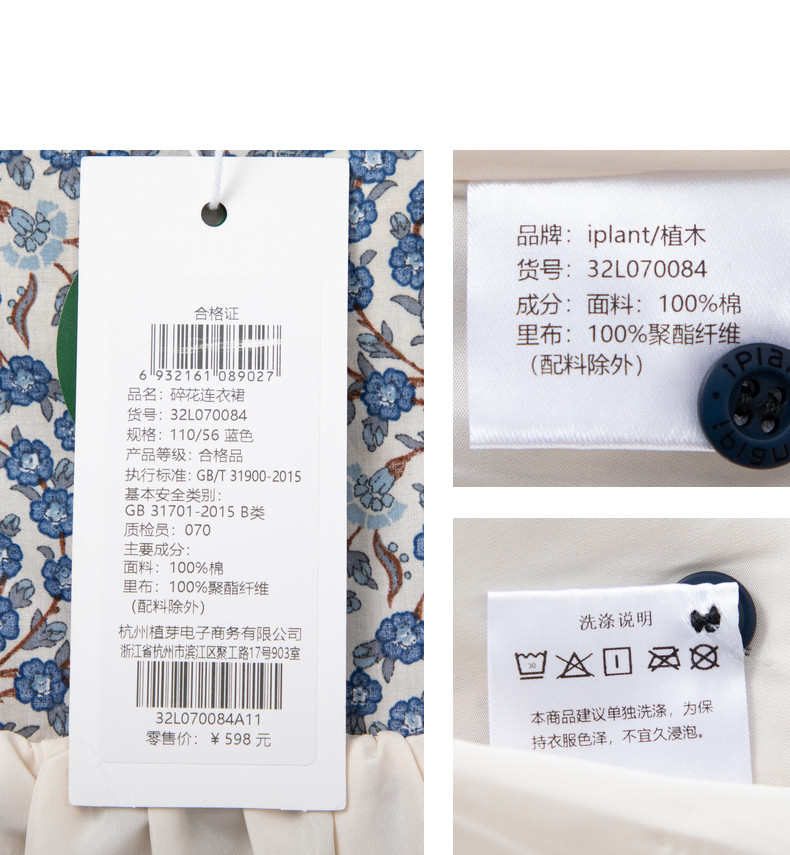 合格证
6 932161 089027
品名：碎花连衣裙
货号：32L070084
规格：110/56 蓝色
产品等级：合格品
执行标准：GB/T 31900-2015
基本安全类别：
GB 31701-2015 B类
质检员：070
主要成分：
面料：100%棉
里布：100%聚酯纤维
（配料除外）
杭州植芽电子商务有限公司
浙江省杭州市滨江区聚工路17号903室
32L070084A11
零售价：￥598 元
品牌：iplant/植木
货号：32L070084
成分：面料：100%棉
里布：100%聚酯纤维
（配料除外）
洗涤说明
30
本商品建议单独洗涤，为保
持衣服色泽，不宜久浸泡。